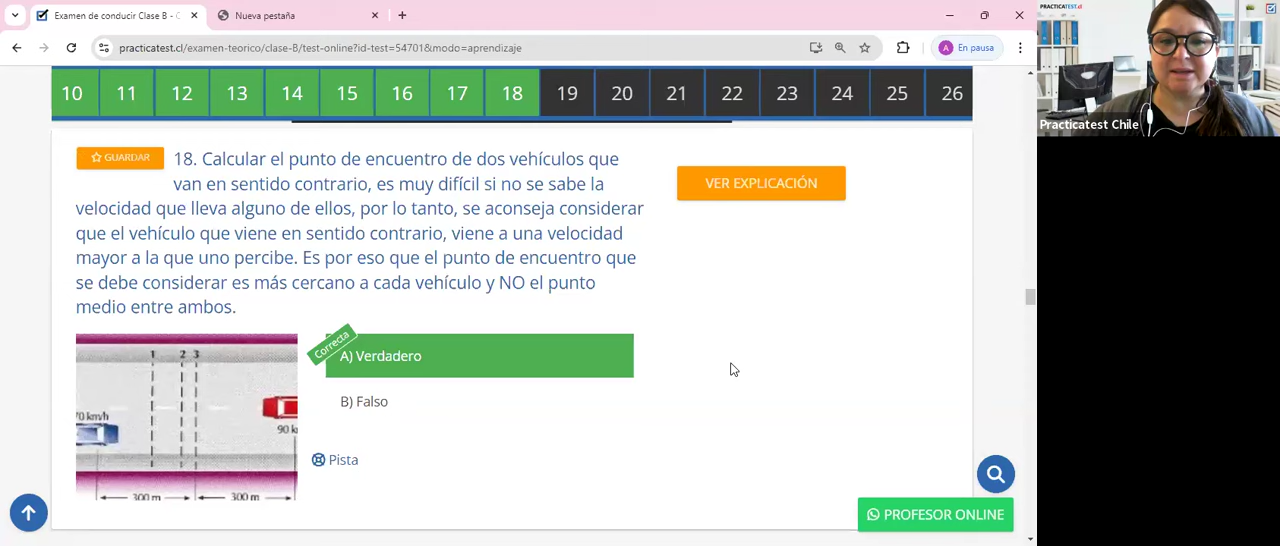 Examen de conducir Clase B - C
Nueva pestaña
practicatest.cl/examen-teorico/clase-B/test-online?id-test=54701&modo=aprendizaje
A
En pausa
PRACTICATEST.CL
10 11 12 13 14 15 16 17 18 19 20 21 22 23 24 25 26
Practicatest Chile
GUARDAR
18. Calcular el punto de encuentro de dos vehículos que
van en sentido contrario, es muy difícil si no se sabe la
velocidad que lleva alguno de ellos, por lo tanto, se aconseja considerar
que el vehículo que viene en sentido contrario, viene a una velocidad
mayor a la que uno percibe. Es por eso que el punto de encuentro que
se debe considerar es más cercano a cada vehículo y NO el punto
medio entre ambos.
VER EXPLICACIÓN
1 2 3
70 km/h
90 k
300 m 300 m
Correcta
A) Verdadero
B) Falso
Pista
PROFESOR ONLINE